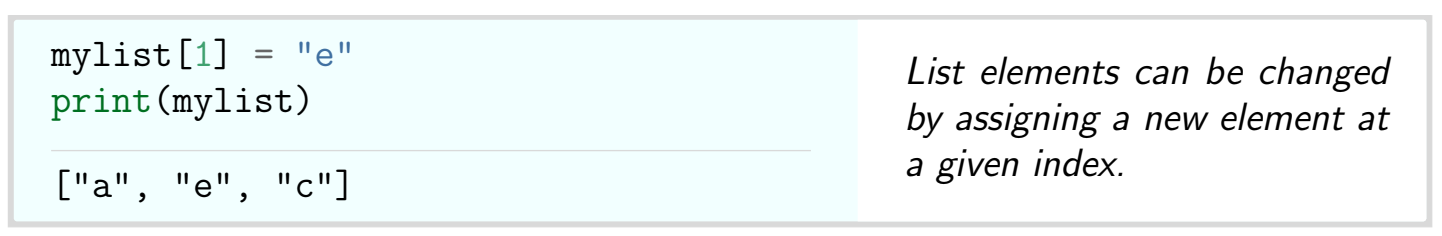 mylist[1] = "e"
print(mylist)
["a", "e", "c"]
List elements can be changed
by assigning a new element at
a given index.